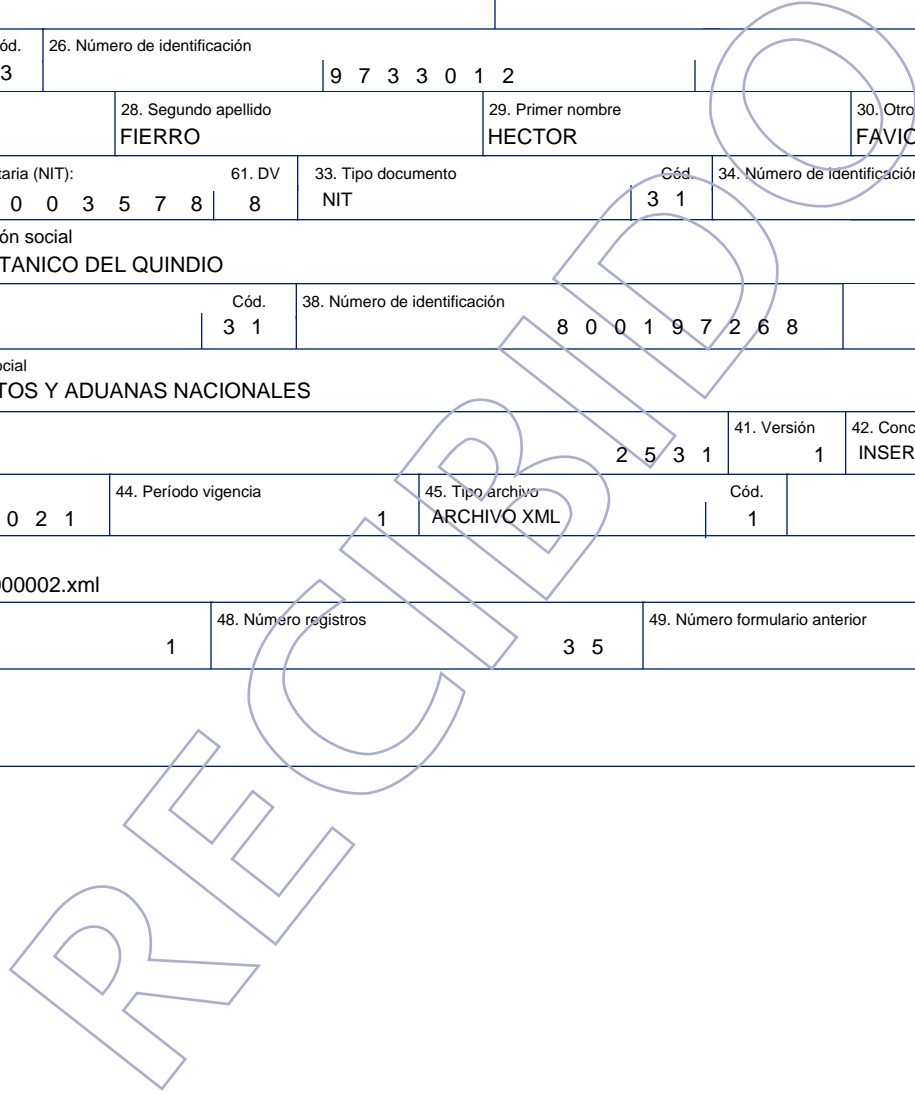 ód. 26. Número de identificación
3 9 7 3 3 0 1 2
28. Segundo apellido 29. Primer nombre 30. Otro
FIERRO HECTOR FAVIO
taria (NIT): 61. DV 33. Tipo documento Cód. 34. Número de identificación
0 0 3 5 7 8 8 NIT 3 1
ón social
TANICO DEL QUINDIO
Cód. 38. Número de identificación
3 1 8 0 0 1 9 7 2 6 8
ocial
TOS Y ADUANAS NACIONALES
41. Versión 42. Conc
2 5 3 1 1 INSER
44. Período vigencia 45. Tipo archivo Cód.
0 2 1 1 ARCHIVO XML 1
000002.xml
48. Número registros 49. Número formulario anterior
1 3 5
RECIBIDO